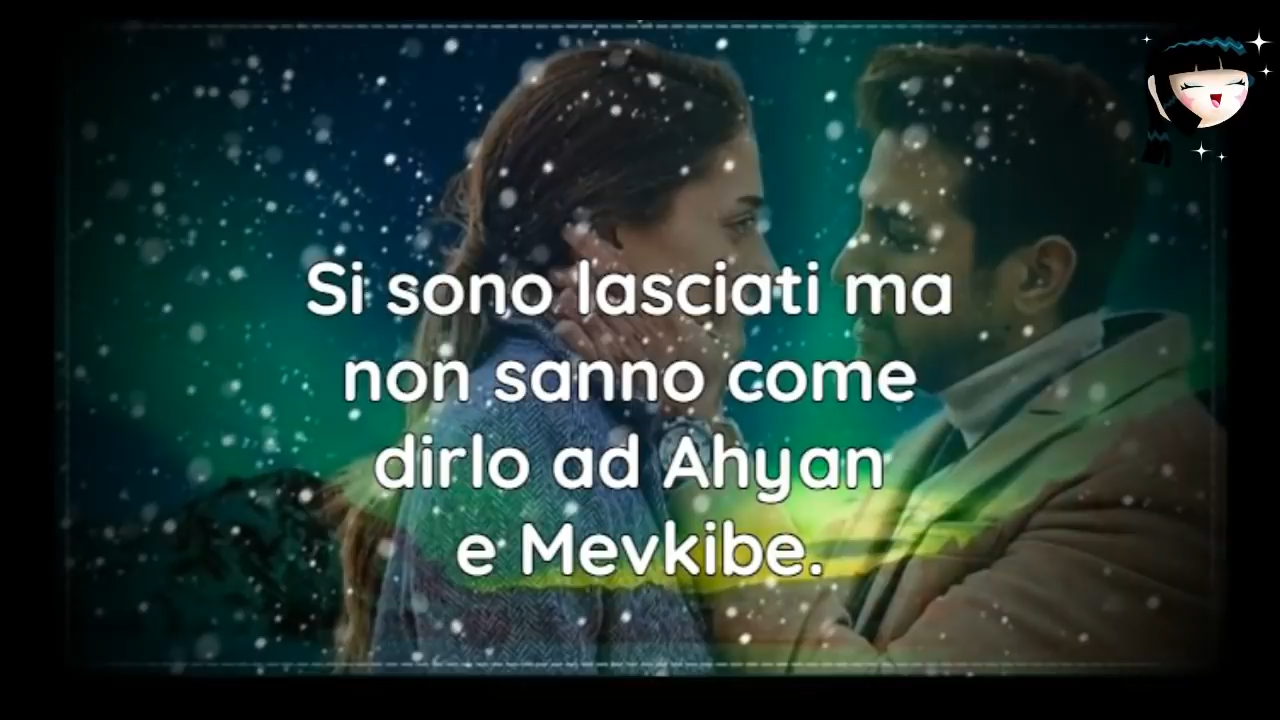 Si sono lasciati ma
non sanno come
dirlo ad Ahyan
e Mevkibe.